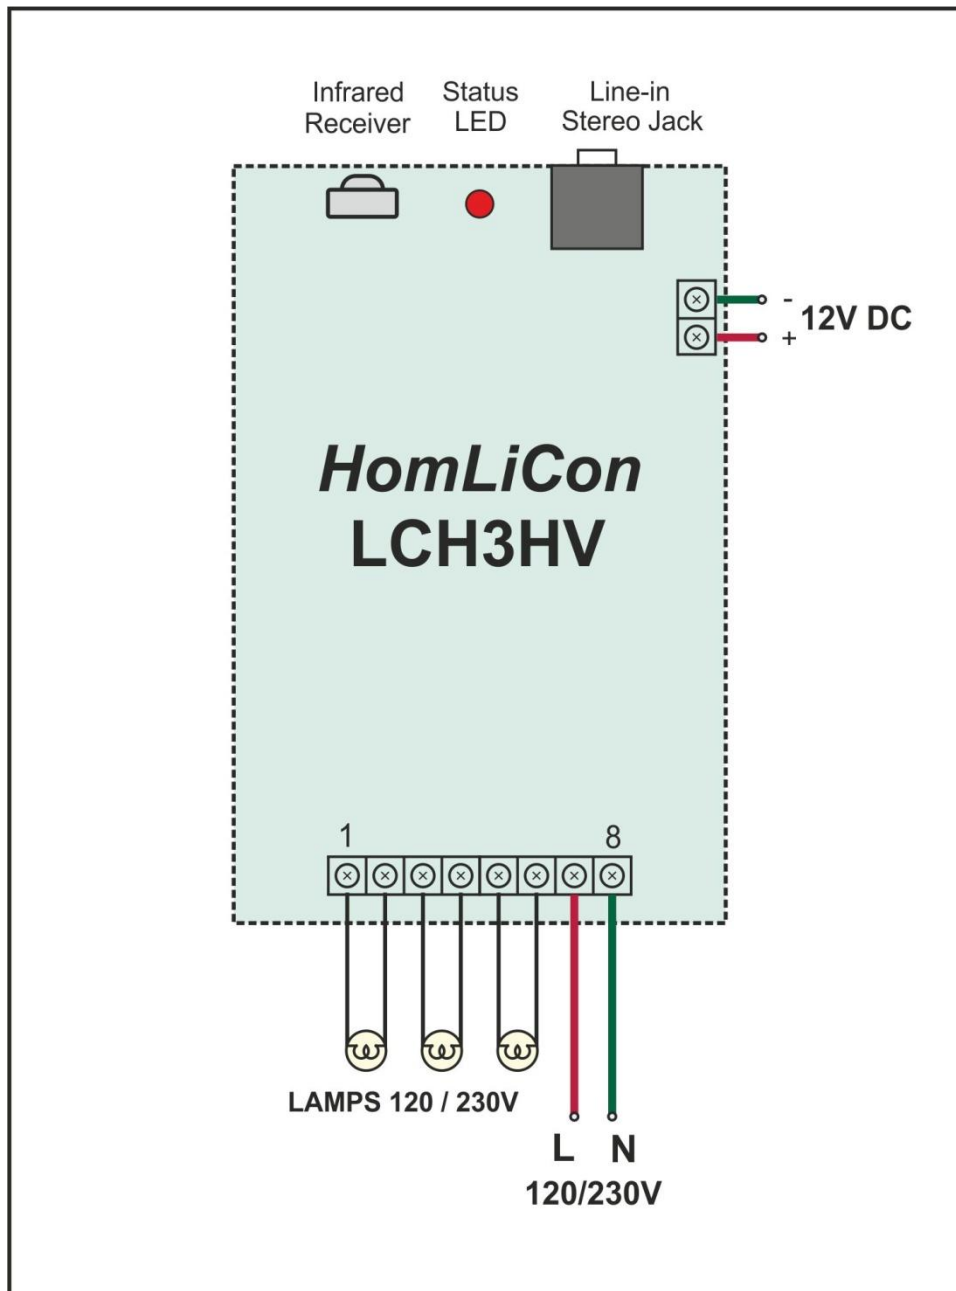 Infrared
Receiver
Status
LED
Line-in
Stereo Jack
-
12V DC
+
HomLiCon
LCH3HV
1
8
LAMPS 120 / 230V
L N
120/230V